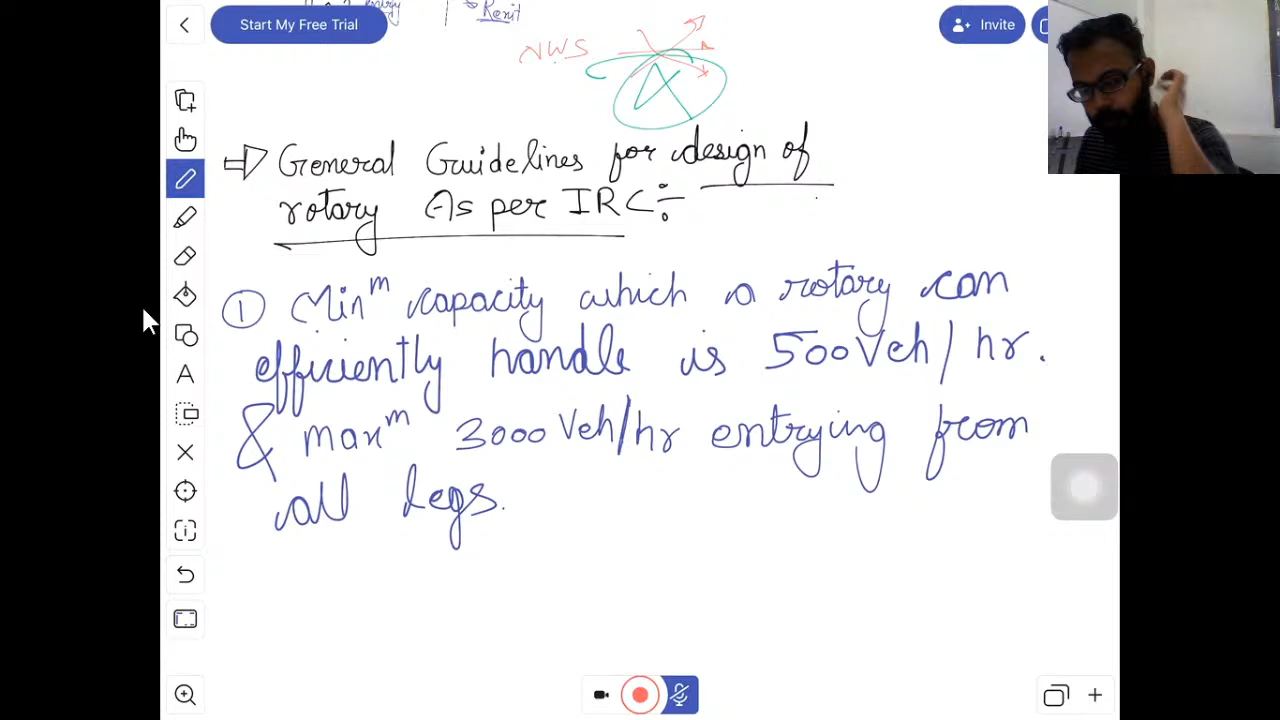 Remit
Start My Free Trial
Invite
NWS
⇒ General Guidelines for design of
rotary As per IRC÷
① Minᵐ capacity which a rotary can
efficiently handle is 500 Veh/hr.
& maxᵐ 3000 Veh/hr entrying from
all legs.